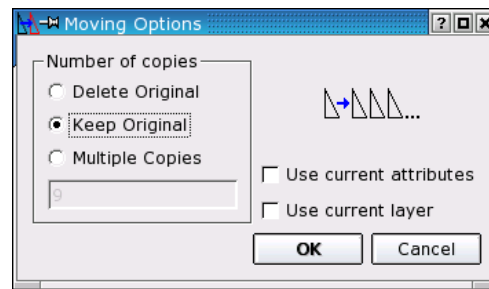 Moving Options
Number of copies
Delete Original
Keep Original
Multiple Copies
9
Use current attributes
Use current layer
OK
Cancel